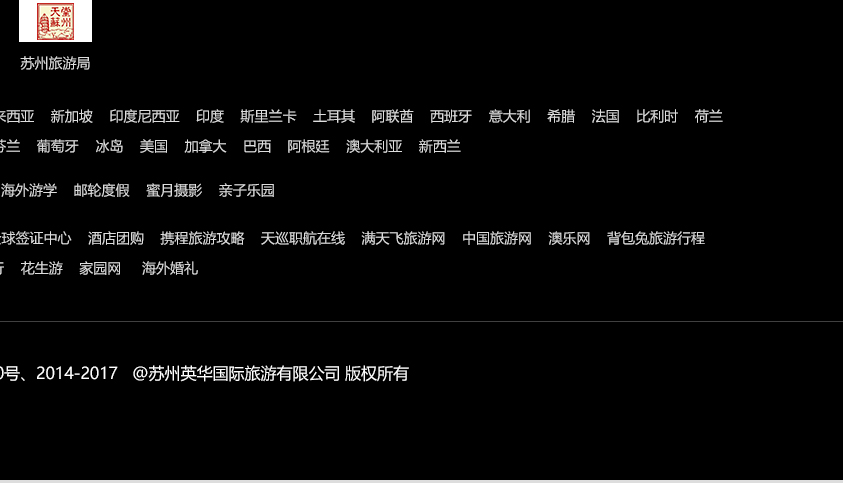 天堂
蘇州
苏州旅游局
来西亚 新加坡 印度尼西亚 印度 斯里兰卡 土耳其 阿联酋 西班牙 意大利 希腊 法国 比利时 荷兰
芬兰 葡萄牙 冰岛 美国 加拿大 巴西 阿根廷 澳大利亚 新西兰
海外游学 邮轮度假 蜜月摄影 亲子乐园
球签证中心 酒店团购 携程旅游攻略 天巡职航在线 满天飞旅游网 中国旅游网 澳乐网 背包兔旅游行程
行 花生游 家园网 海外婚礼
0号、2014-2017 @苏州英华国际旅游有限公司 版权所有